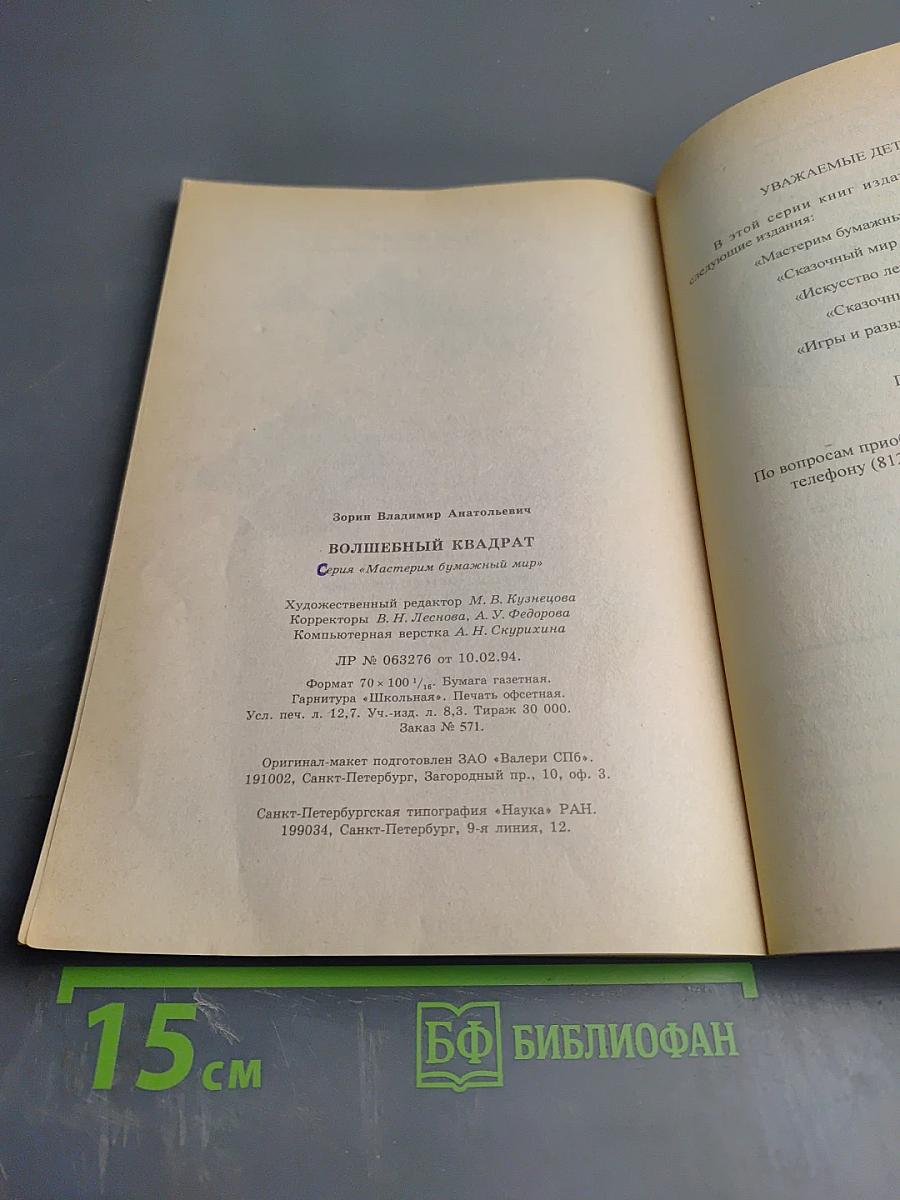 Зорин Владимир Анатольевич
ВОЛШЕБНЫЙ КВАДРАТ
Серия «Мастерим бумажный мир»
Художественный редактор М. В. Кузнецова
Корректоры В. Н. Леснова, А. У. Федорова
Компьютерная верстка А. Н. Скурихина
ЛР № 063276 от 10.02.94.
Формат 70 × 100 1/16. Бумага газетная.
Гарнитура «Школьная». Печать офсетная.
Усл. печ. л. 12,7. Уч.-изд. л. 8,3. Тираж 30 000.
Заказ № 571.
Оригинал-макет подготовлен ЗАО «Валери СПб».
191002, Санкт-Петербург, Загородный пр., 10, оф. 3.
Санкт-Петербургская типография «Наука» РАН.
199034, Санкт-Петербург, 9-я линия, 12.
УВАЖАЕМЫЕ
В этой серии книг
следующие издания:
«Мастерим
«Сказочный мир
«Искусство
«Игры и
По вопросам
телефону (812
15 см
БФ БИБЛИОФАН